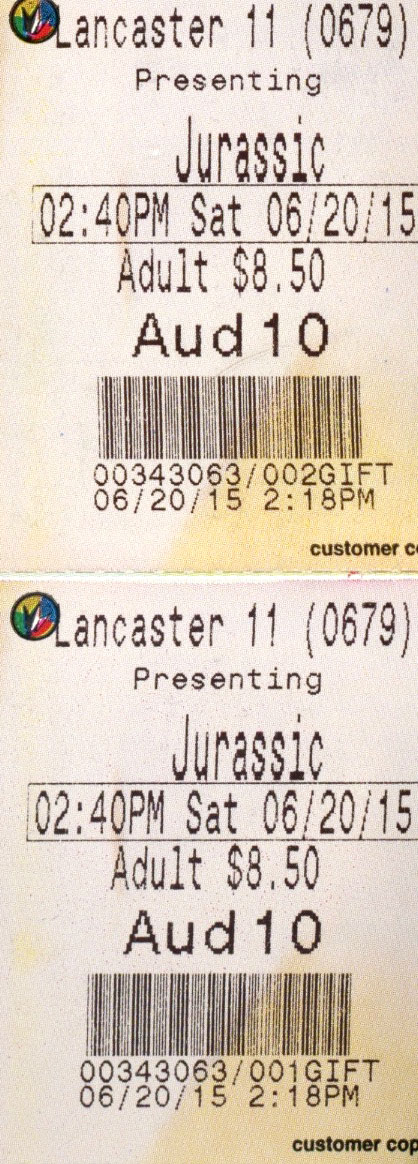 Lancaster 11 (0679)
Presenting
Jurassic
02:40PM Sat 06/20/15
Adult $8.50
Aud 10
00343063/002GIFT
06/20/15 2:18PM
customer co
Lancaster 11 (0679)
Presenting
Jurassic
02:40PM Sat 06/20/15
Adult $8.50
Aud 10
00343063/001GIFT
06/20/15 2:18PM
customer cop